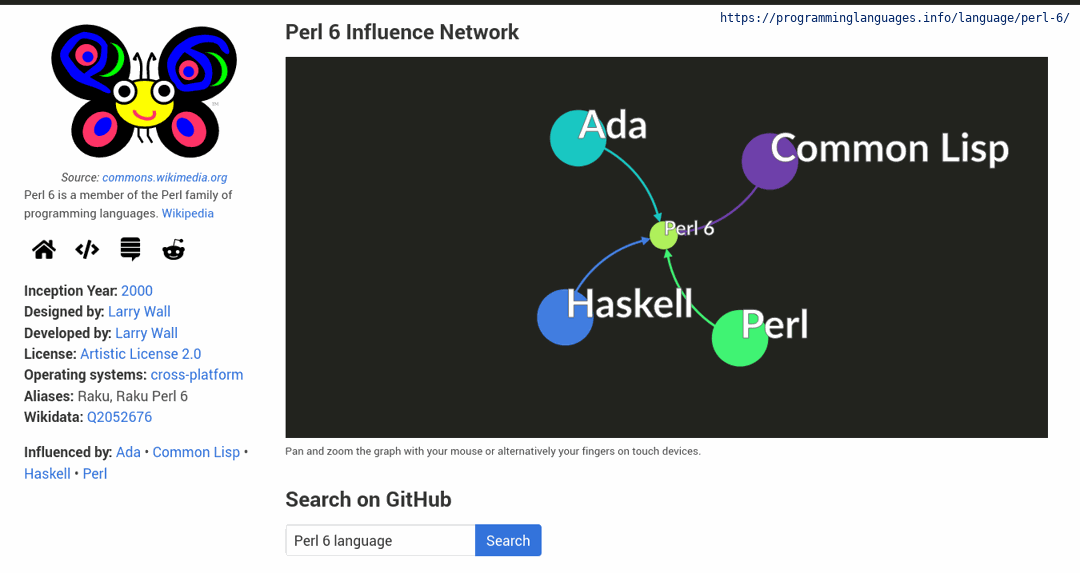 https://programminglanguages.info/language/perl-6/
TM
Source: commons.wikimedia.org
Perl 6 is a member of the Perl family of
programming languages. Wikipedia
Inception Year: 2000
Designed by: Larry Wall
Developed by: Larry Wall
License: Artistic License 2.0
Operating systems: cross-platform
Aliases: Raku, Raku Perl 6
Wikidata: Q2052676
Influenced by: Ada • Common Lisp •
Haskell • Perl
Perl 6 Influence Network
Ada
Common Lisp
Perl 6
Haskell
Perl
Pan and zoom the graph with your mouse or alternatively your fingers on touch devices.
Search on GitHub
Perl 6 language
Search